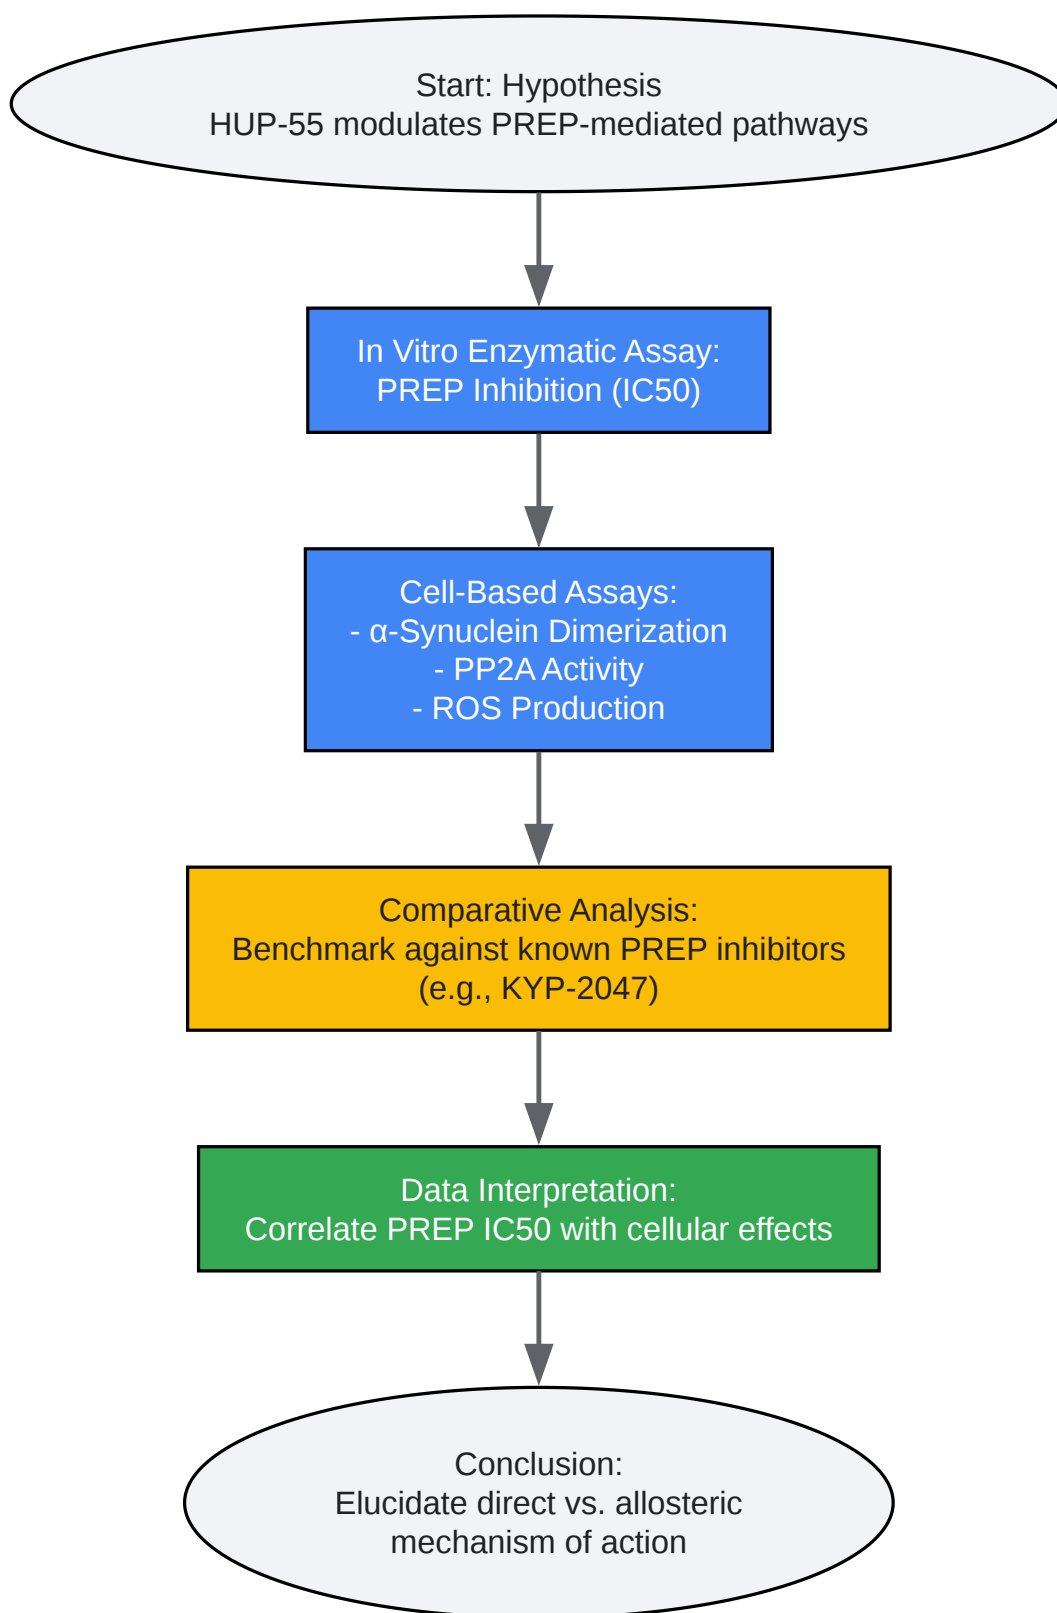 Start: Hypothesis
HUP-55 modulates PREP-mediated pathways
In Vitro Enzymatic Assay:
PREP Inhibition (IC50)
Cell-Based Assays:
- α-Synuclein Dimerization
- PP2A Activity
- ROS Production
Comparative Analysis:
Benchmark against known PREP inhibitors
(e.g., KYP-2047)
Data Interpretation:
Correlate PREP IC50 with cellular effects
Conclusion:
Elucidate direct vs. allosteric
mechanism of action